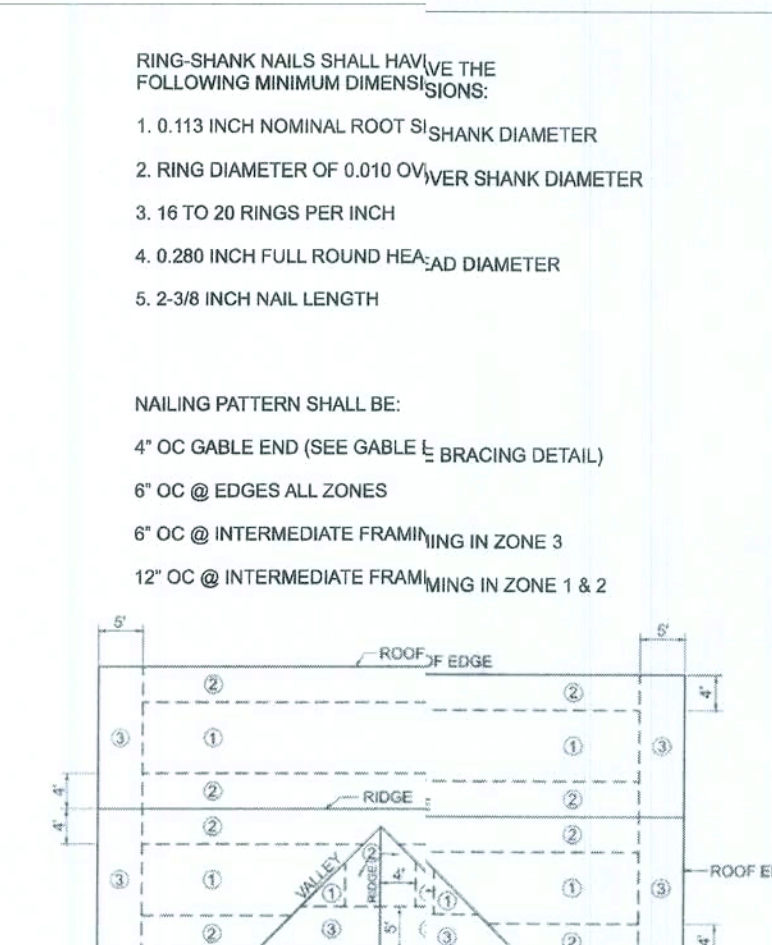 RING-SHANK NAILS SHALL HAVE THE
FOLLOWING MINIMUM DIMENSIONS:
1. 0.113 INCH NOMINAL ROOT SHANK DIAMETER
2. RING DIAMETER OF 0.010 OVER SHANK DIAMETER
3. 16 TO 20 RINGS PER INCH
4. 0.280 INCH FULL ROUND HEAD DIAMETER
5. 2-3/8 INCH NAIL LENGTH
NAILING PATTERN SHALL BE:
4" OC GABLE END (SEE GABLE BRACING DETAIL)
6" OC @ EDGES ALL ZONES
6" OC @ INTERMEDIATE FRAMING IN ZONE 3
12" OC @ INTERMEDIATE FRAMING IN ZONE 1 & 2
5' 5'
ROOF EDGE
2 2 4'
3 1 1 3
4' 2 2
RIDGE
4' 2 2
VALLEY 2 RIDGE 4'
3 1 1 1 1 3
ROOF
2 3 5' 3 2 4'